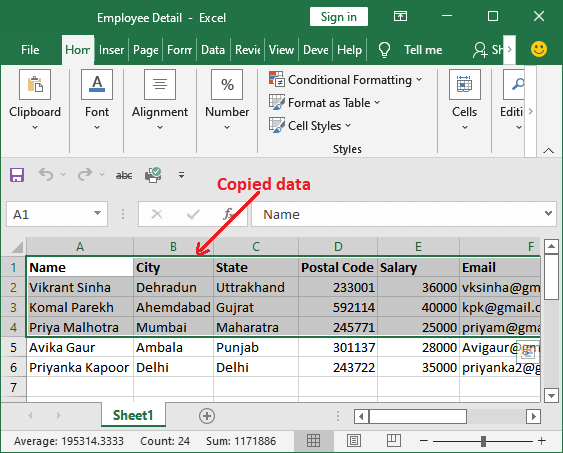 Employee Detail - Excel
Sign in
File Home Inser Page Form Data Revi View Deve Help Tell me Sh
Clipboard
Font
Alignment
Number
Conditional Formatting
Format as Table
Cell Styles
Styles
Cells
Editi
abc
Copied data
A1 fx Name
A B C D E F
1 Name City State Postal Code Salary Email
2 Vikrant Sinha Dehradun Uttrakhand 233001 36000 vksinha@gm
3 Komal Parekh Ahemdabad Gujrat 592114 40000 kpk@gmail.c
4 Priya Malhotra Mumbai Maharatra 245771 25000 priyam@gma
5 Avika Gaur Ambala Punjab 301137 28000 Avigaur@gm
6 Priyanka Kapoor Delhi Delhi 243722 35000 priyanka2@g
7
Sheet1
Average: 195314.3333 Count: 24 Sum: 1171886